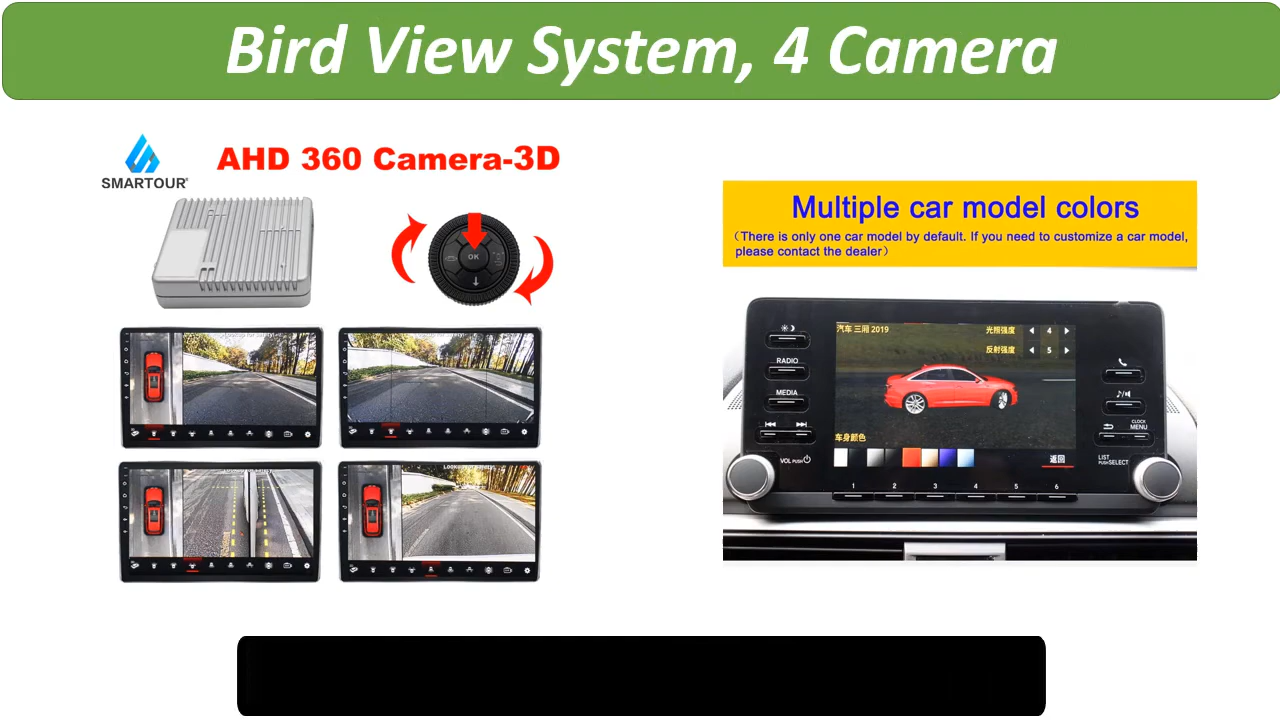 Bird View System, 4 Camera
SMARTOUR®
AHD 360 Camera-3D
OK
Multiple car model colors
（There is only one car model by default. If you need to customize a car model,
please contact the dealer）
汽车 三厢 2019
光照强度 4
反射强度 5
车身颜色
返回
RADIO
MEDIA
VOL PUSH
CLOCK
MENU
LIST
PUSH SELECT
1 2 3 4 5 6